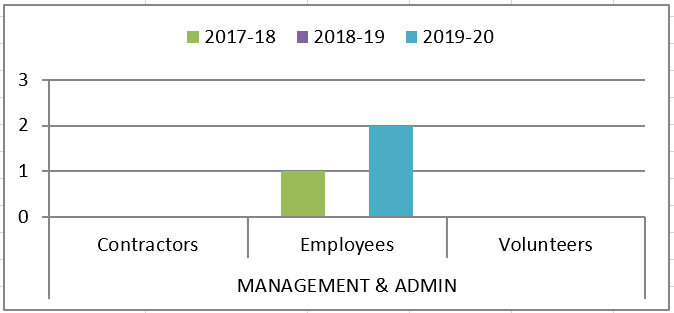 2017-18 2018-19 2019-20
3
2
1
0
Contractors Employees Volunteers
MANAGEMENT & ADMIN